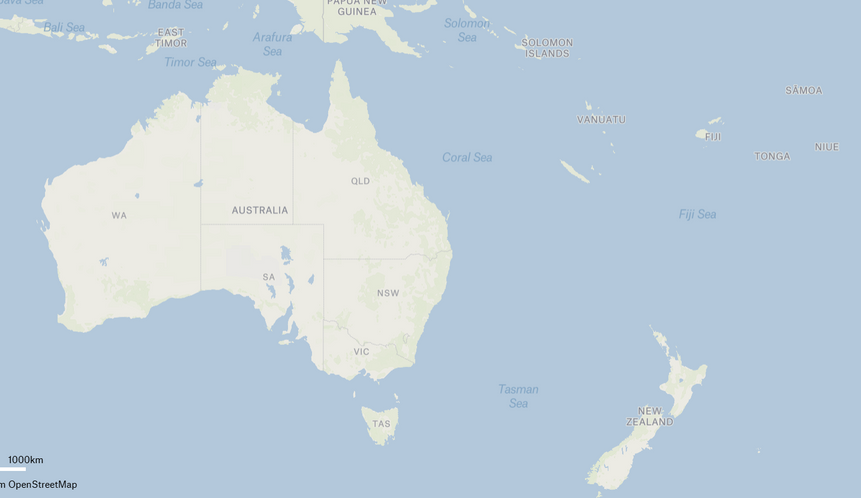 Java Sea
Banda Sea
PAPUA NEW
GUINEA
Bali Sea
EAST
TIMOR
Arafura
Sea
Solomon
Sea
SOLOMON
ISLANDS
Timor Sea
SĀMOA
VANUATU
FIJI
NIUE
TONGA
Coral Sea
QLD
WA
AUSTRALIA
Fiji Sea
SA
NSW
VIC
Tasman
Sea
NEW
ZEALAND
TAS
1000km
m OpenStreetMap